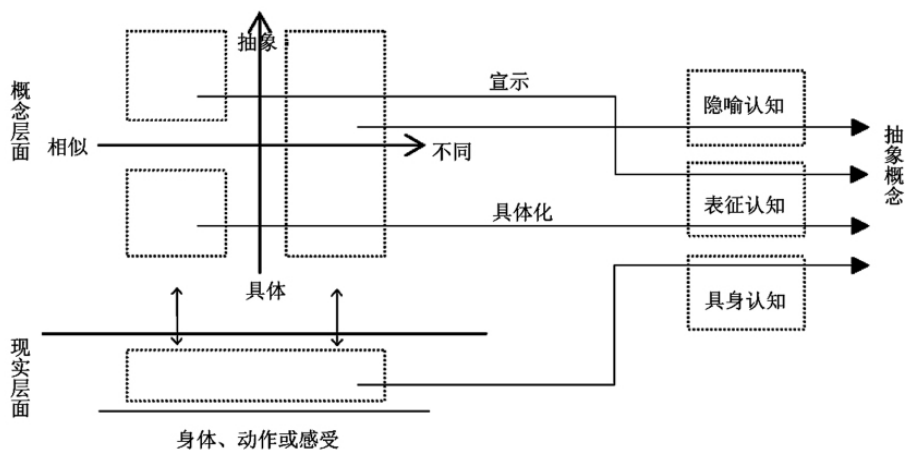 抽象
概念层面
宣示
隐喻认知
相似
不同
抽象概念
表征认知
具体化
具体
具身认知
现实层面
身体、动作或感受